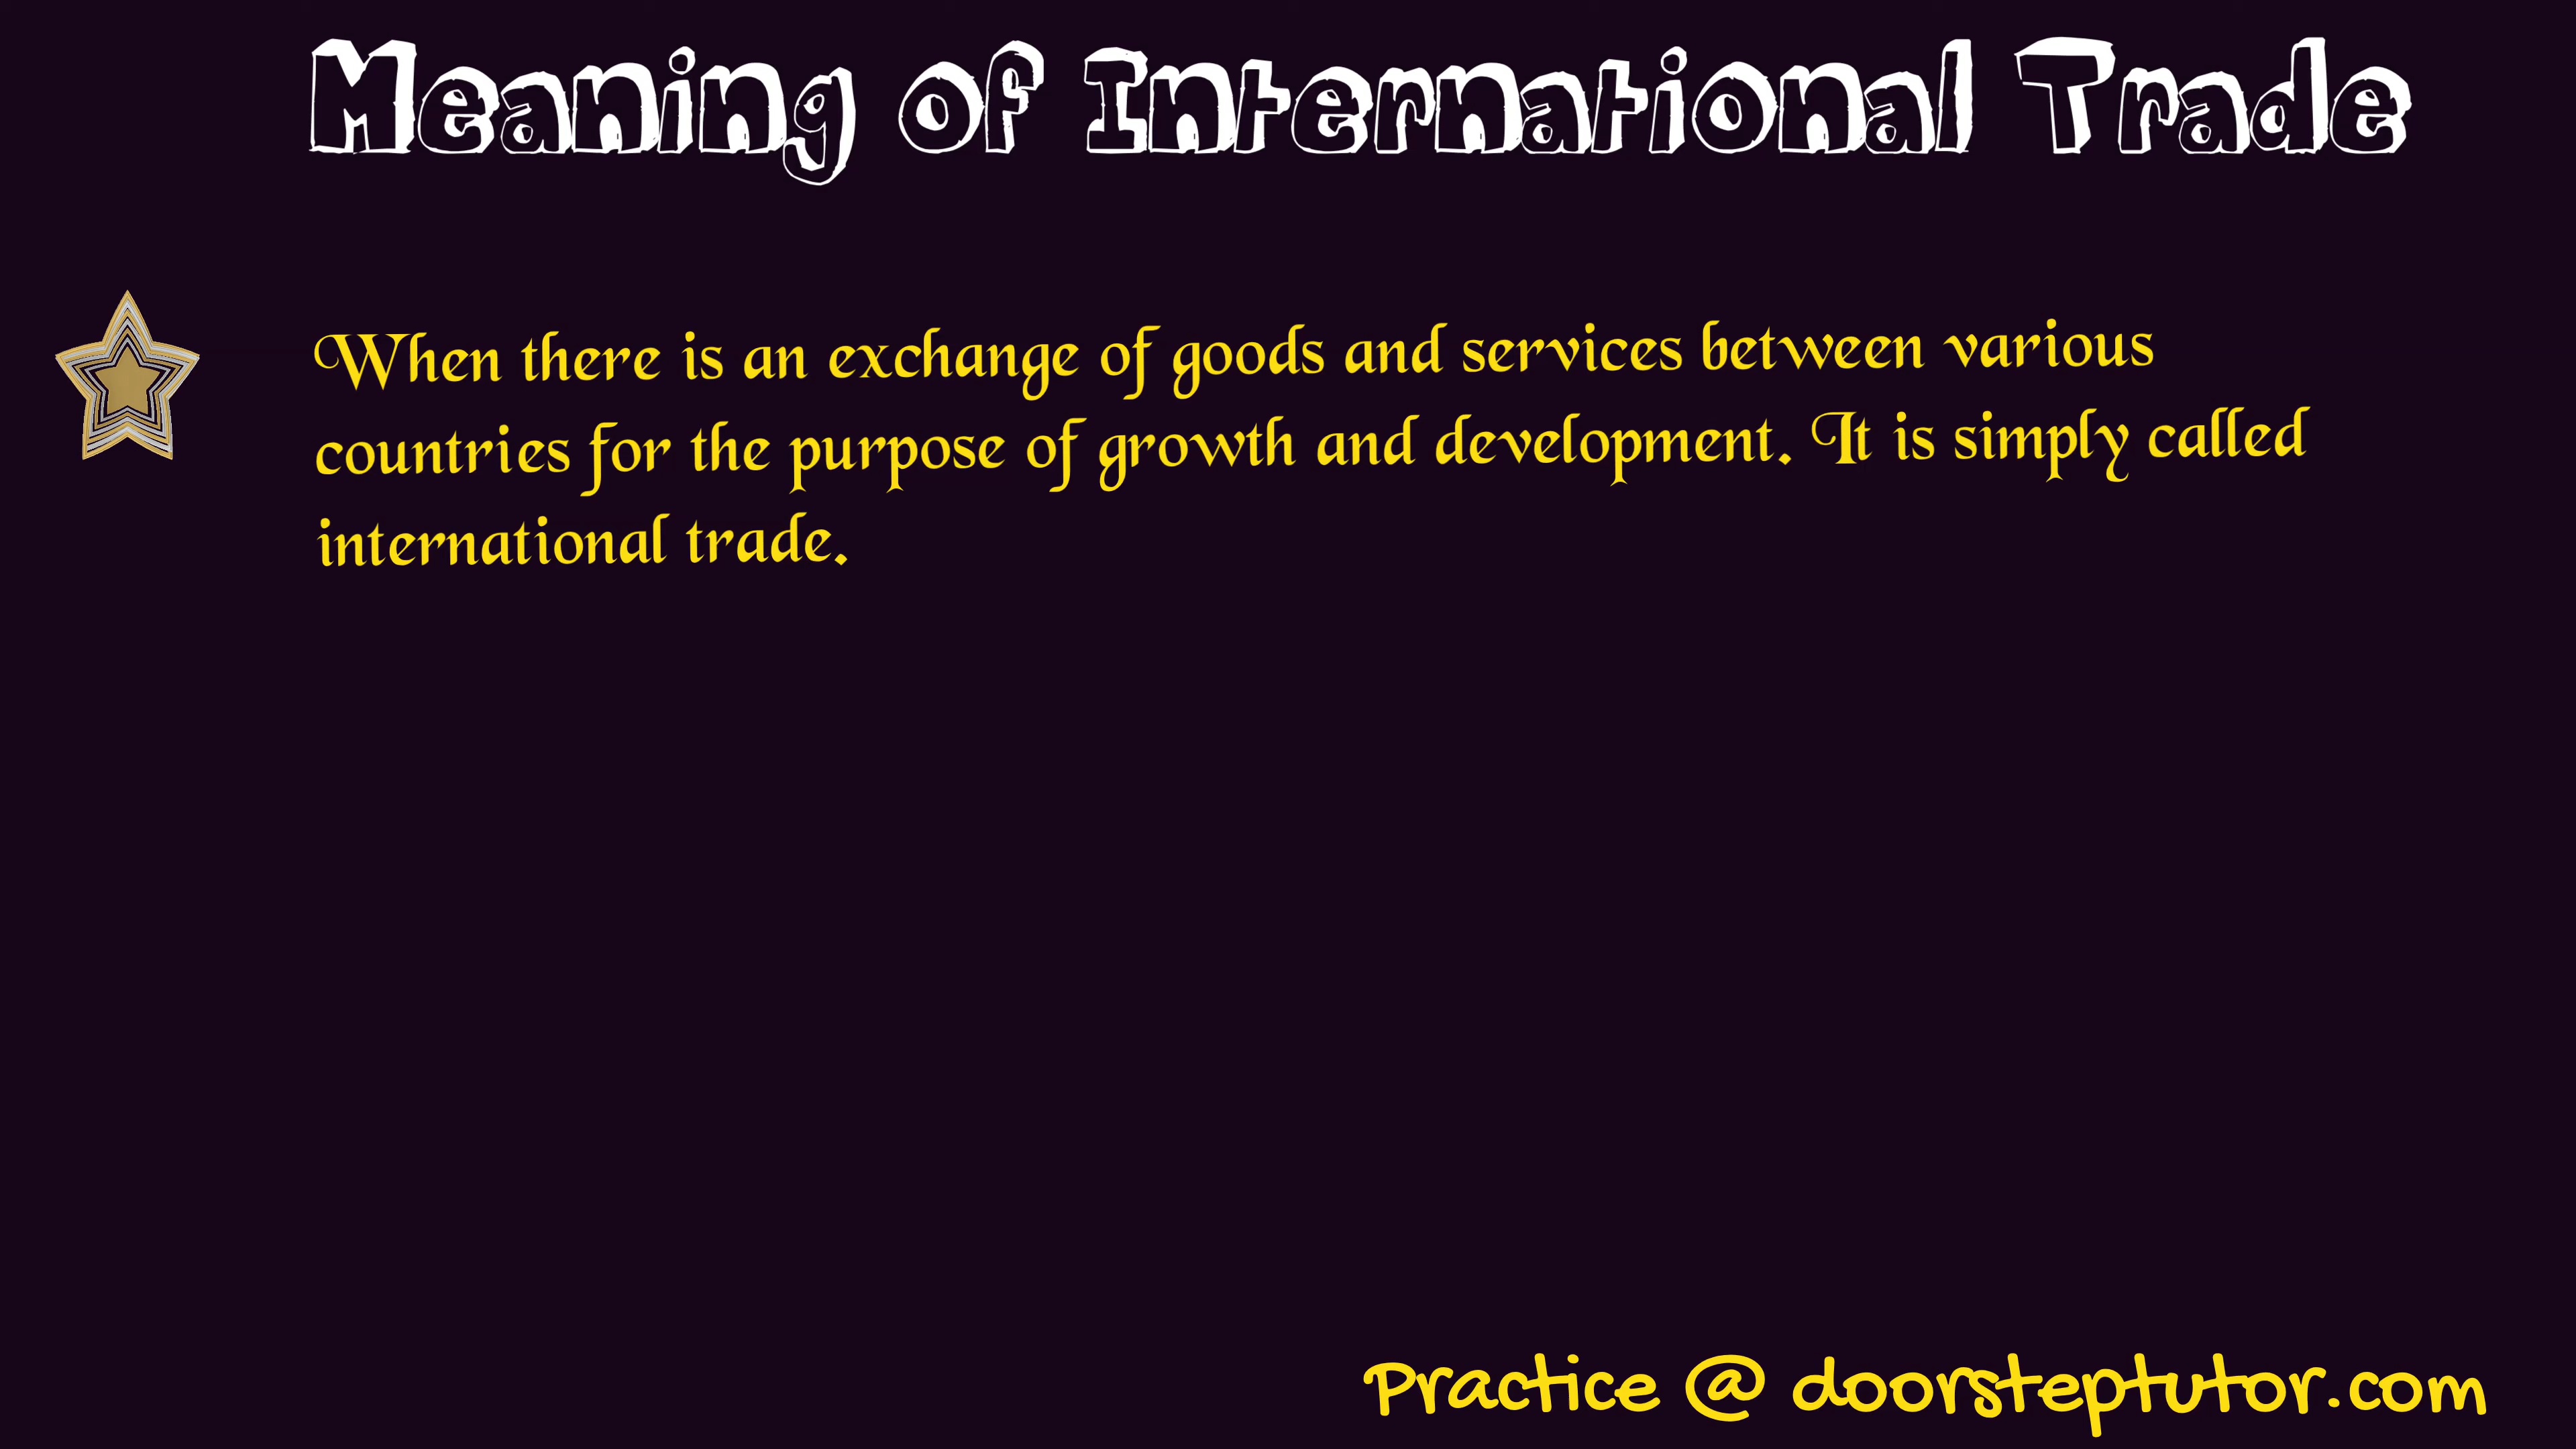 Meaning of International Trade
When there is an exchange of goods and services between various
countries for the purpose of growth and development. It is simply called
international trade.
Practice @ doorsteptutor.com